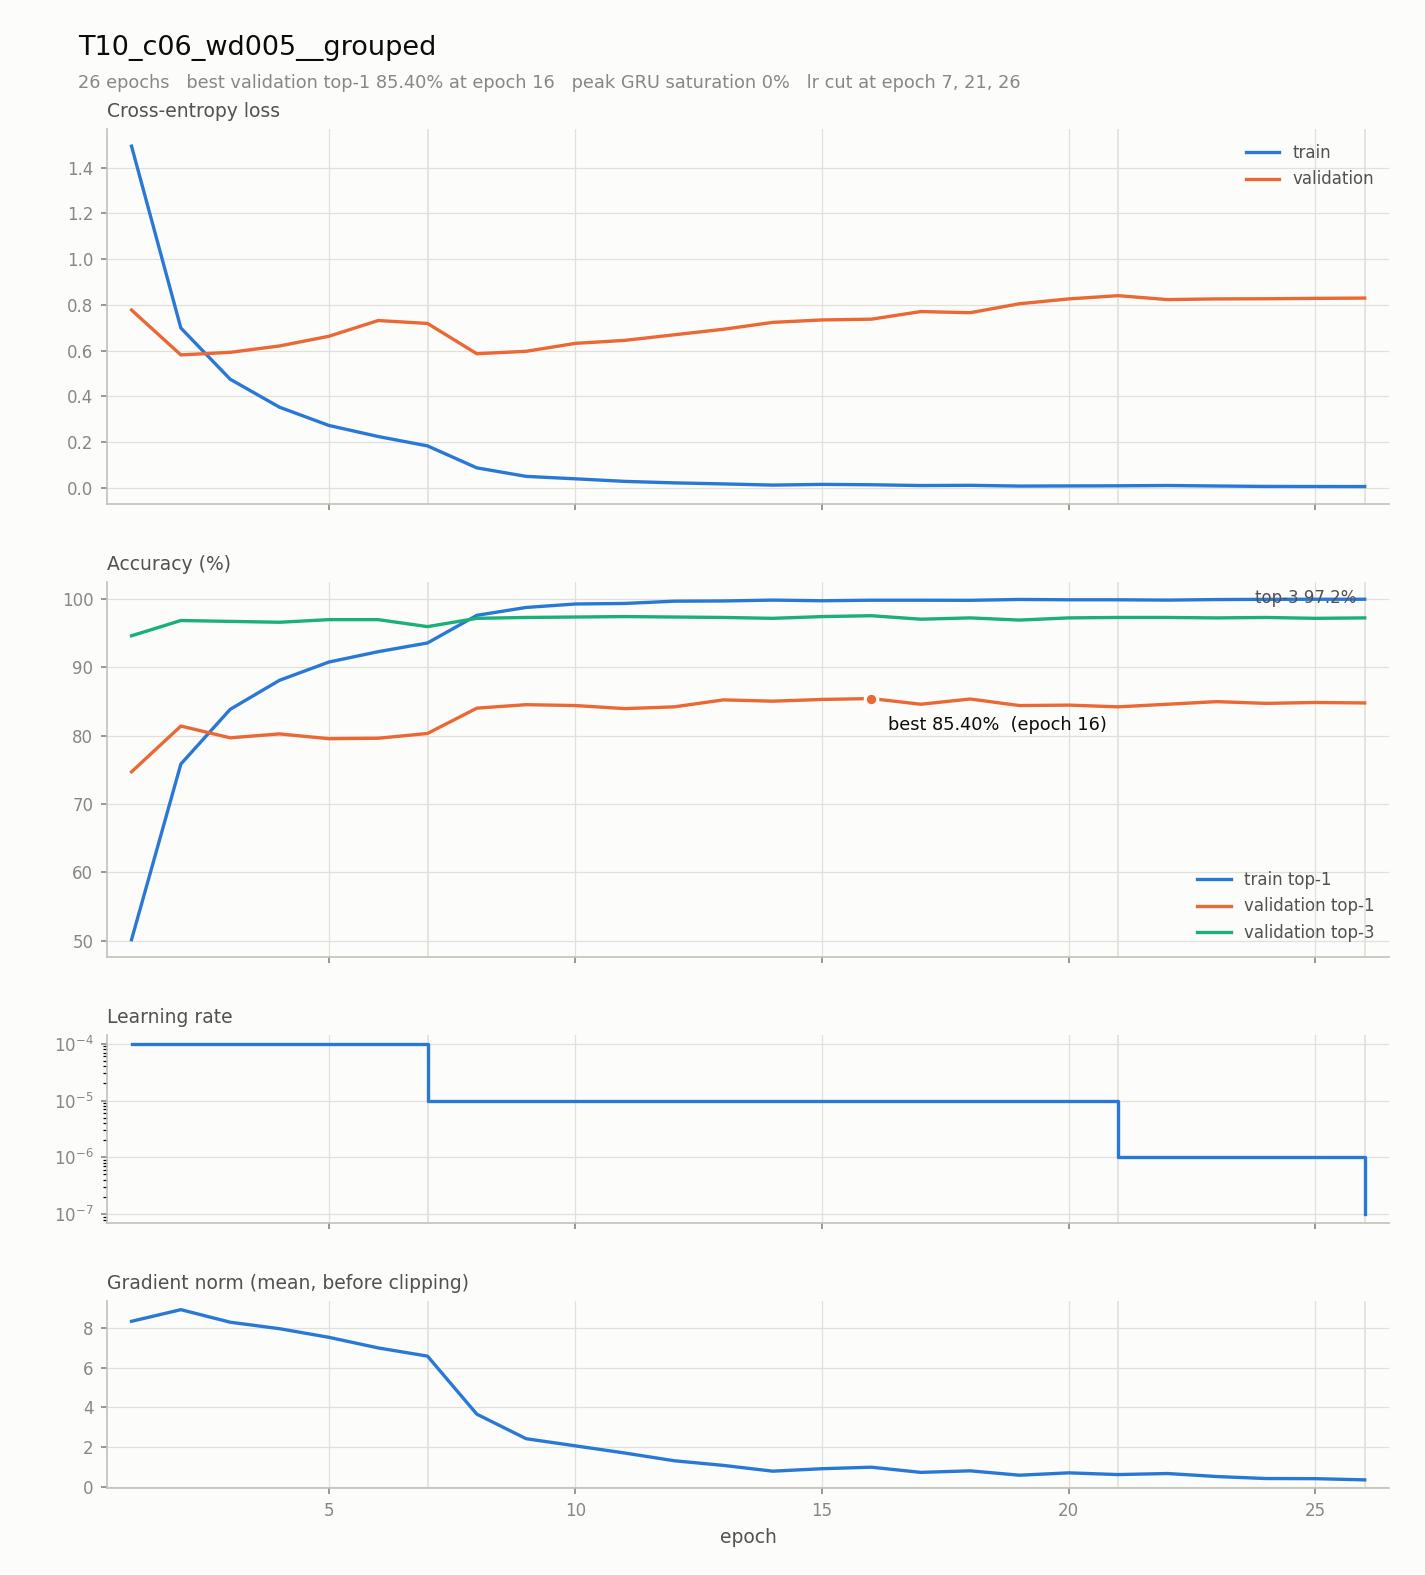 T10_c06_wd005__grouped
26 epochs best validation top-1 85.40% at epoch 16 peak GRU saturation 0% lr cut at epoch 7, 21, 26
Cross-entropy loss
train
validation
1.4
1.2
1.0
0.8
0.6
0.4
0.2
0.0
Accuracy (%)
top-3 97.2%
100
90
80
70
60
50
best 85.40% (epoch 16)
train top-1
validation top-1
validation top-3
Learning rate
10⁻⁴
10⁻⁵
10⁻⁶
10⁻⁷
Gradient norm (mean, before clipping)
8
6
4
2
0
5 10 15 20 25
epoch